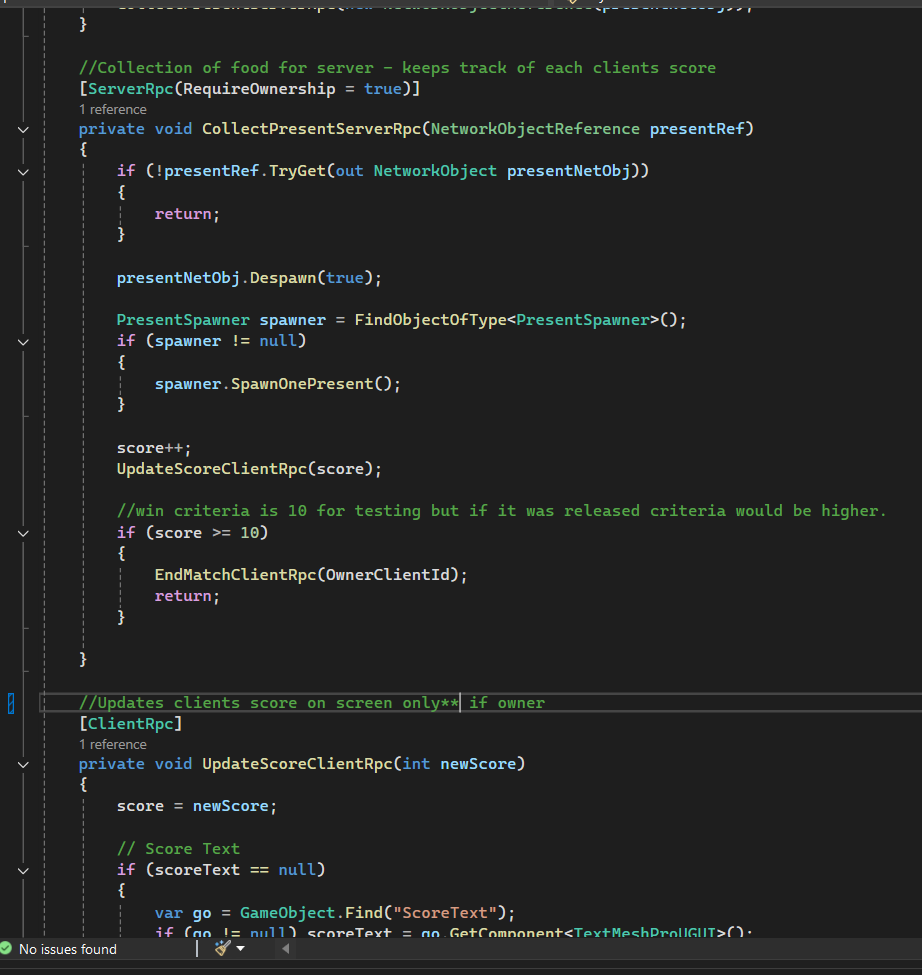 }
//Collection of food for server - keeps track of each clients score
[ServerRpc(RequireOwnership = true)]
1 reference
private void CollectPresentServerRpc(NetworkObjectReference presentRef)
{
if (!presentRef.TryGet(out NetworkObject presentNetObj))
{
return;
}
presentNetObj.Despawn(true);
PresentSpawner spawner = FindObjectOfType<PresentSpawner>();
if (spawner != null)
{
spawner.SpawnOnePresent();
}
score++;
UpdateScoreClientRpc(score);
//win criteria is 10 for testing but if it was released criteria would be higher.
if (score >= 10)
{
EndMatchClientRpc(OwnerClientId);
return;
}
}
//Updates clients score on screen only** if owner
[ClientRpc]
1 reference
private void UpdateScoreClientRpc(int newScore)
{
score = newScore;
// Score Text
if (scoreText == null)
{
var go = GameObject.Find("ScoreText");
if (go != null) scoreText = go.GetComponent<TextMeshProUGUI>();
No issues found